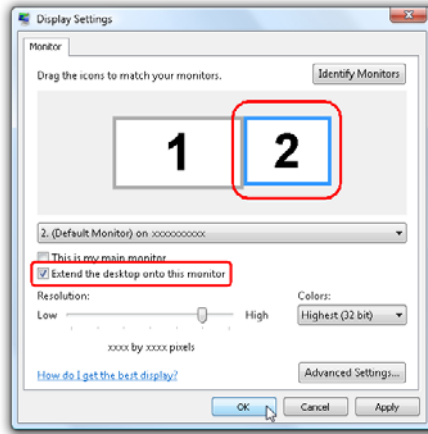 Display Settings
Monitor
Drag the icons to match your monitors.
Identify Monitors
1
2
2. (Default Monitor) on xxxxxxxxxx
This is my main monitor
Extend the desktop onto this monitor
Resolution:
Low
High
xxxx by xxxx pixels
Colors:
Highest (32 bit)
How do I get the best display?
Advanced Settings...
OK
Cancel
Apply